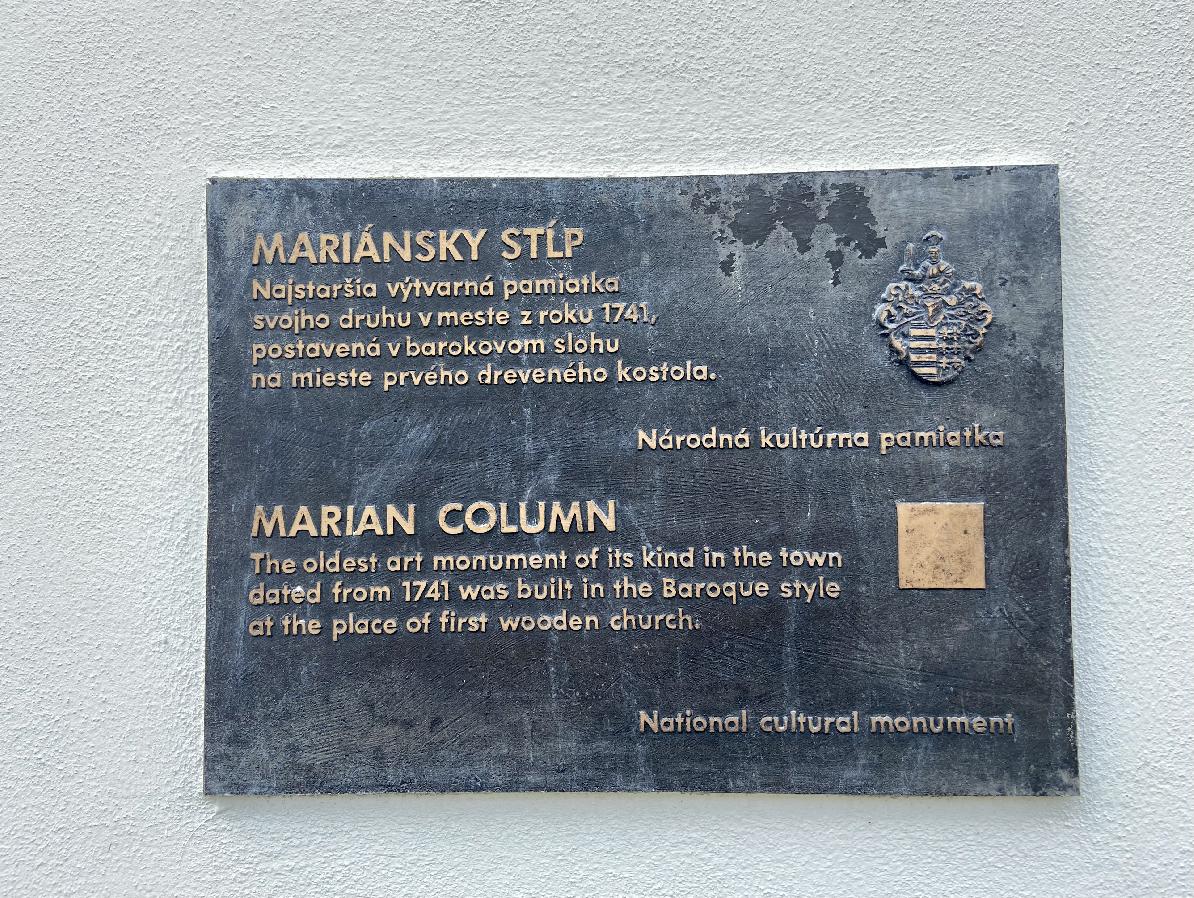 MARIÁNSKY STĹP
Najstaršia výtvarná pamiatka
svojho druhu v meste z roku 1741,
postavená v barokovom slohu
na mieste prvého dreveného kostola.
Národná kultúrna pamiatka
MARIAN COLUMN
The oldest art monument of its kind in the town
dated from 1741 was built in the Baroque style
at the place of first wooden church.
National cultural monument